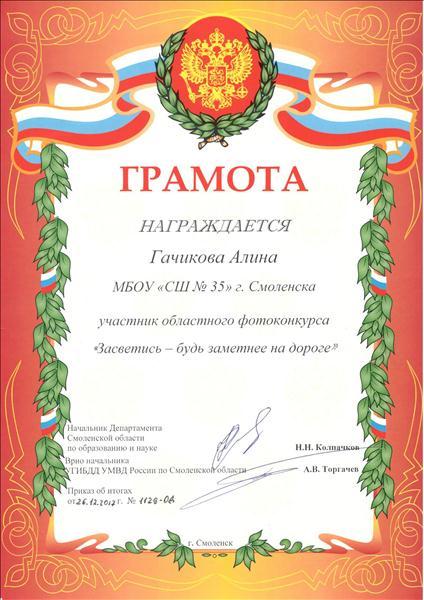 ГРАМОТА
НАГРАЖДАЕТСЯ
Гачикова Алина
МБОУ «СШ № 35» г. Смоленска
участник областного фотоконкурса
«Засветись – будь заметнее на дороге»
Начальник Департамента
Смоленской области
по образованию и науке
Н.Н. Колпачков
Врио начальника
УГИБДД УМВД России по Смоленской области
А.В. Торгачев
Приказ об итогах
от 26.12.2017 г. № 1126-ОД
г. Смоленск